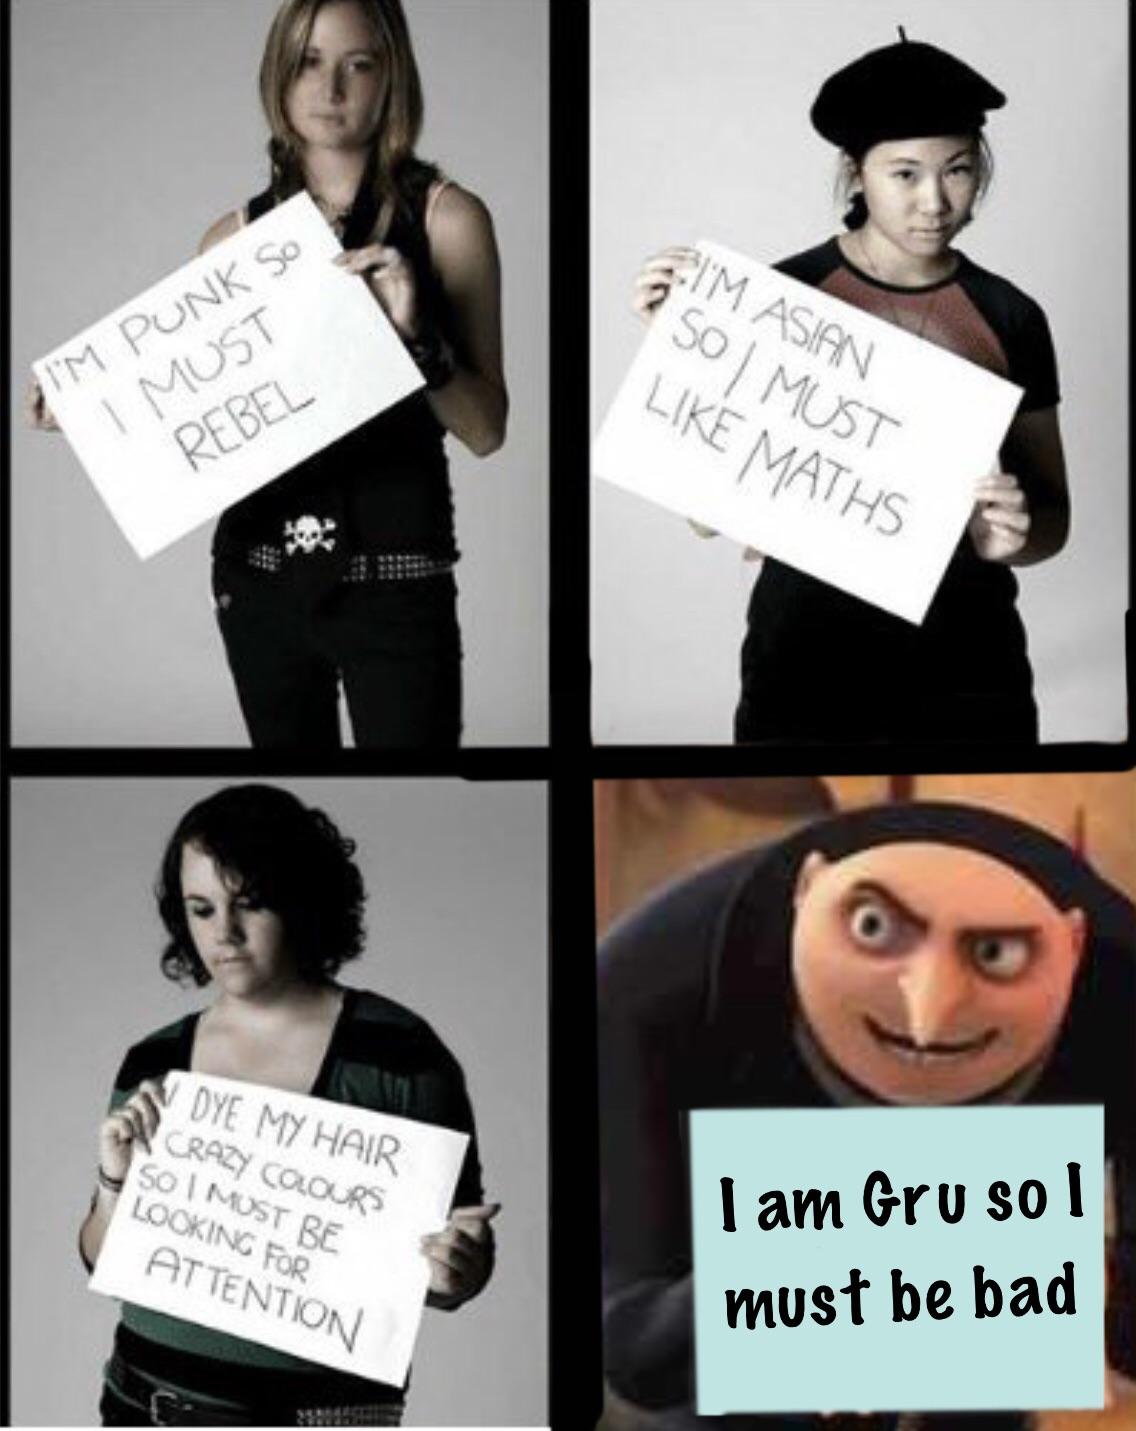 I'M PUNK SO
I MUST
REBEL
I'M ASIAN
SO I MUST
LIKE MATHS
I DYE MY HAIR
CRAZY COLOURS
SO I MUST BE
LOOKING FOR
ATTENTION
I am Gru so I
must be bad